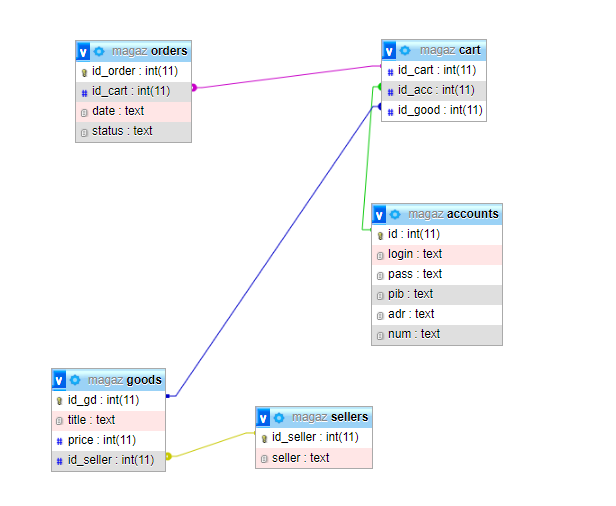 v magaz orders
id_order : int(11)
# id_cart : int(11)
date : text
status : text
v magaz cart
# id_cart : int(11)
# id_acc : int(11)
# id_good : int(11)
v magaz accounts
id : int(11)
login : text
pass : text
pib : text
adr : text
num : text
v magaz goods
id_gd : int(11)
title : text
# price : int(11)
# id_seller : int(11)
v magaz sellers
id_seller : int(11)
seller : text